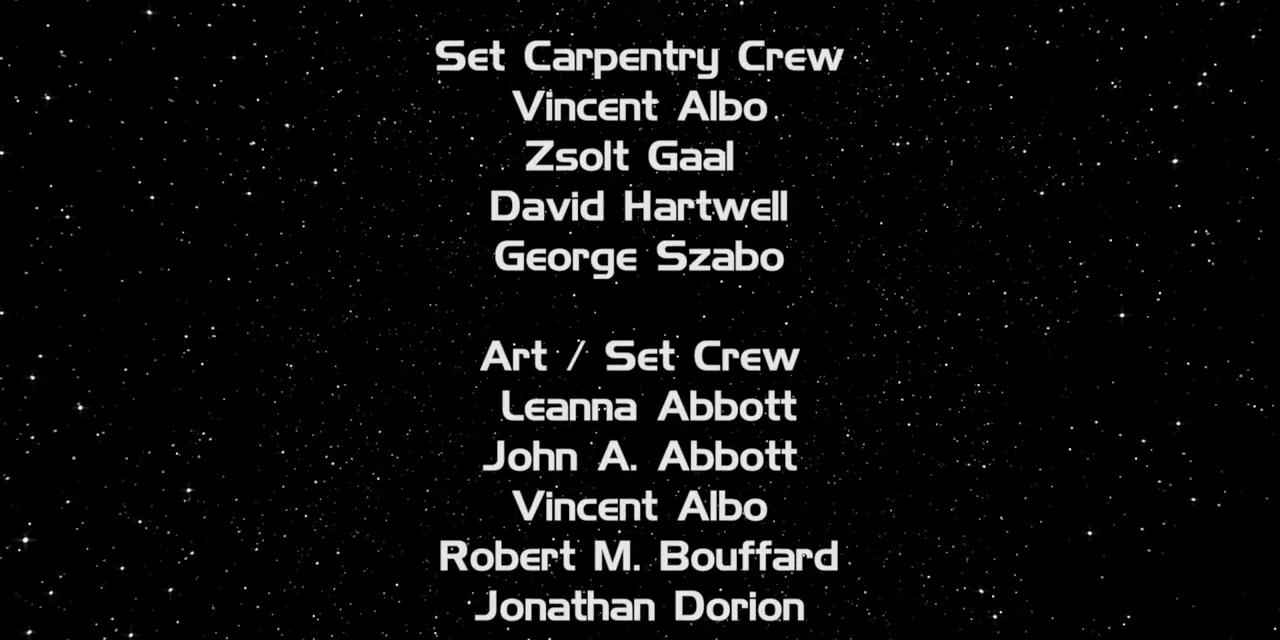 Set Carpentry Crew
Vincent Albo
Zsolt Gaal
David Hartwell
George Szabo
Art / Set Crew
Leanna Abbott
John A. Abbott
Vincent Albo
Robert M. Bouffard
Jonathan Dorion